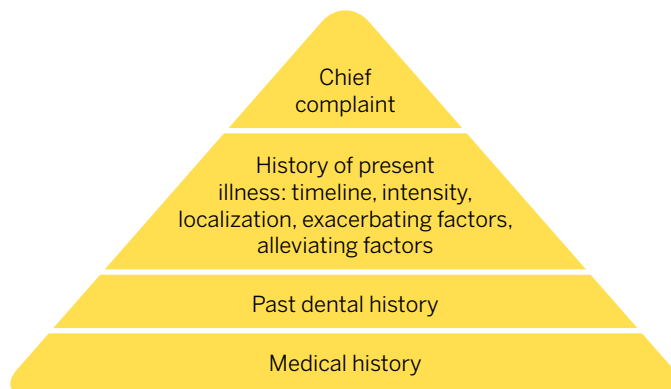 Chief
complaint
History of present
illness: timeline, intensity,
localization, exacerbating factors,
alleviating factors
Past dental history
Medical history